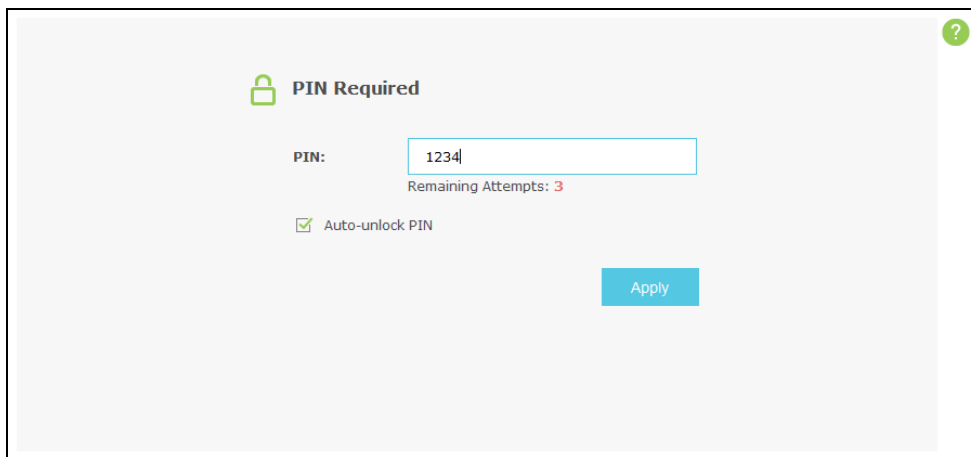 ?
PIN Required
PIN: 1234
Remaining Attempts: 3
Auto-unlock PIN
Apply